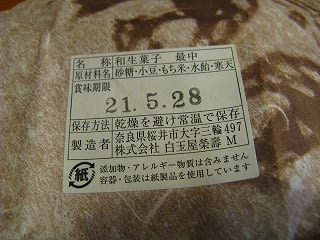 名　称 和生菓子　最中
原材料名 砂糖・小豆・もち米・水飴・寒天
賞味期限
21.5.28
保存方法 乾燥を避け常温で保存
製造者 奈良県桜井市大字三輪497
株式会社 白玉屋榮壽 M
紙
添加物・アレルギー物質は含みません
容器・包装は紙製品を使用しています